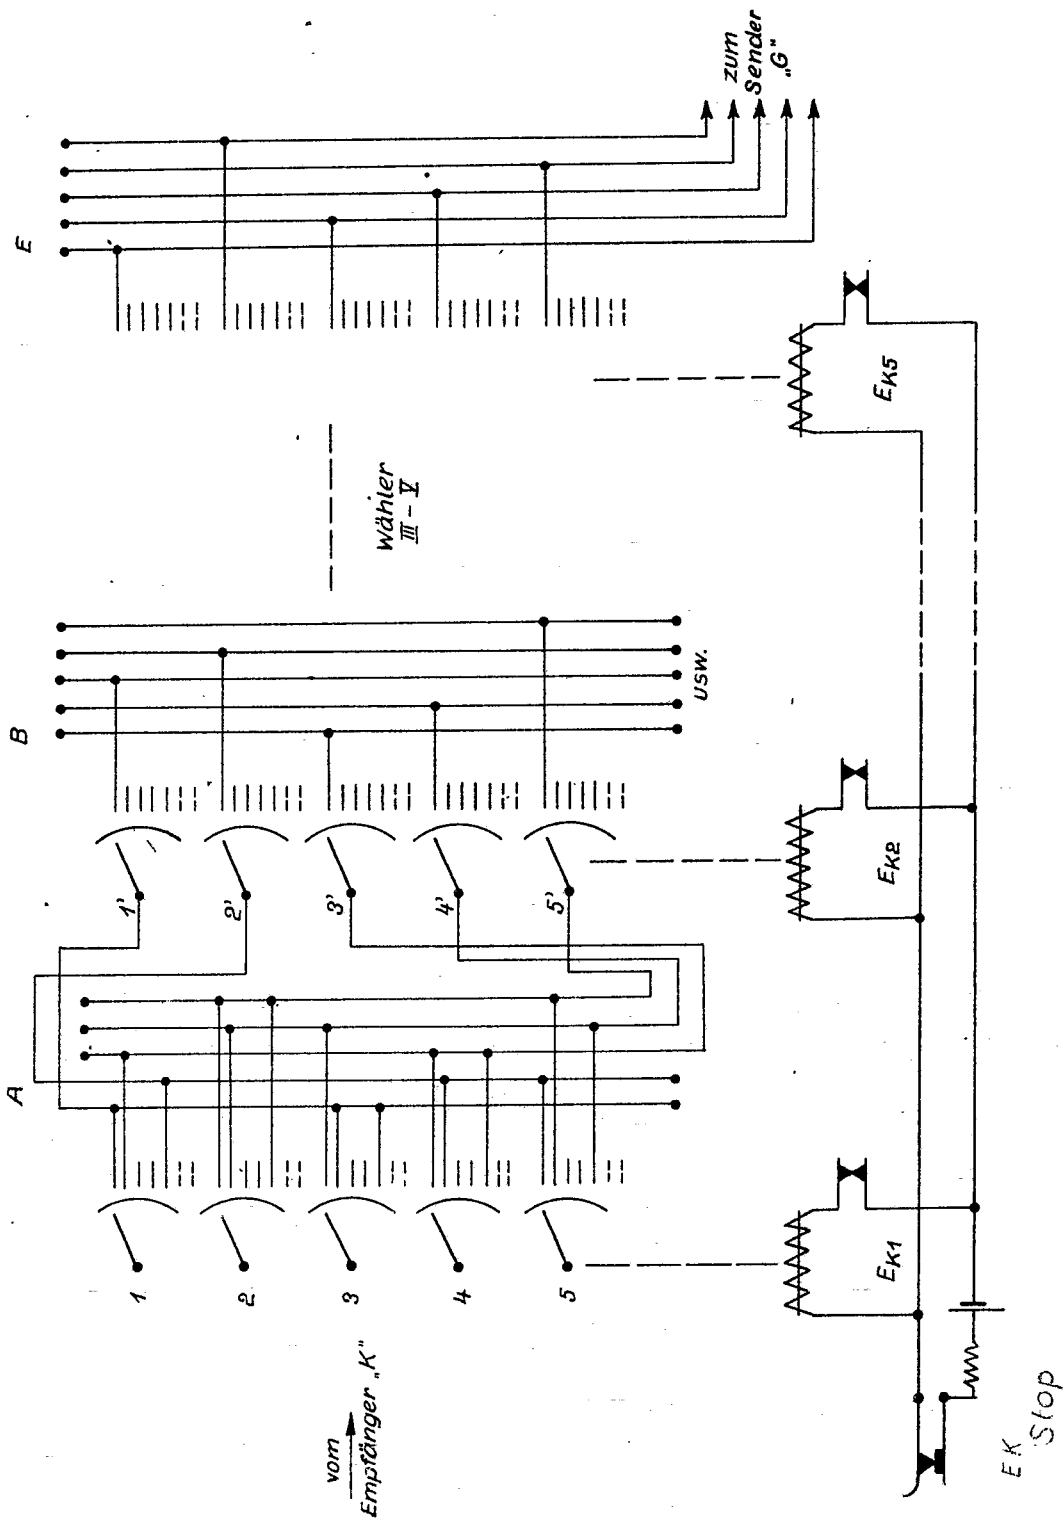 vom
Empfänger „K"
1
2
3
4
5
A
1'
2'
3'
4'
5'
B
usw.
Wähler
III - V
E
zum
Sender
„G"
EK1
EK2
EK5
EK
Stop